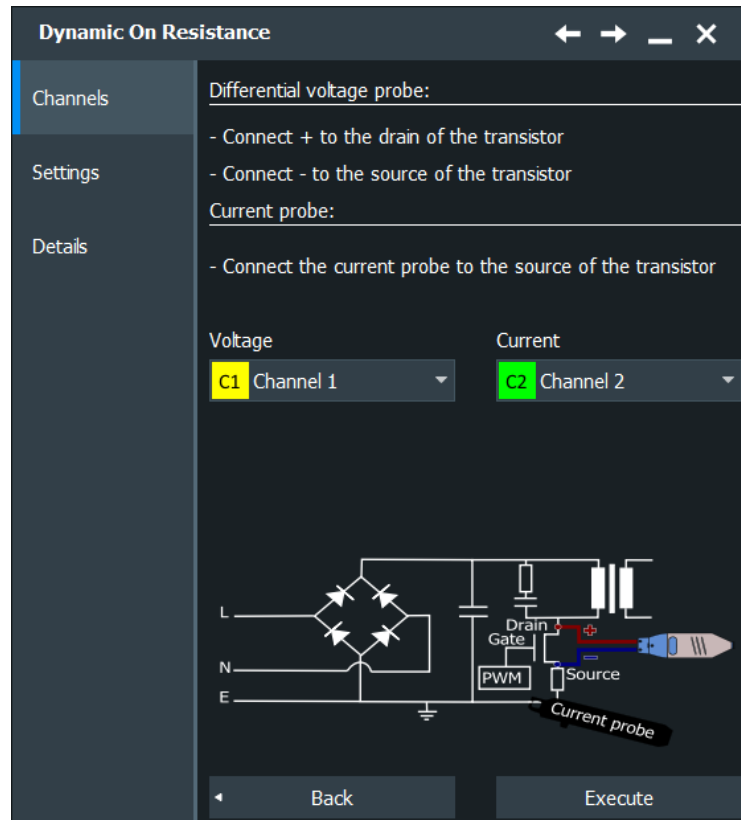 Dynamic On Resistance
Channels
Settings
Details
Differential voltage probe:
- Connect + to the drain of the transistor
- Connect - to the source of the transistor
Current probe:
- Connect the current probe to the source of the transistor
Voltage
Current
C1 Channel 1
C2 Channel 2
L
N
E
Drain
Gate
PWM
Source
+
-
Current probe
Back
Execute